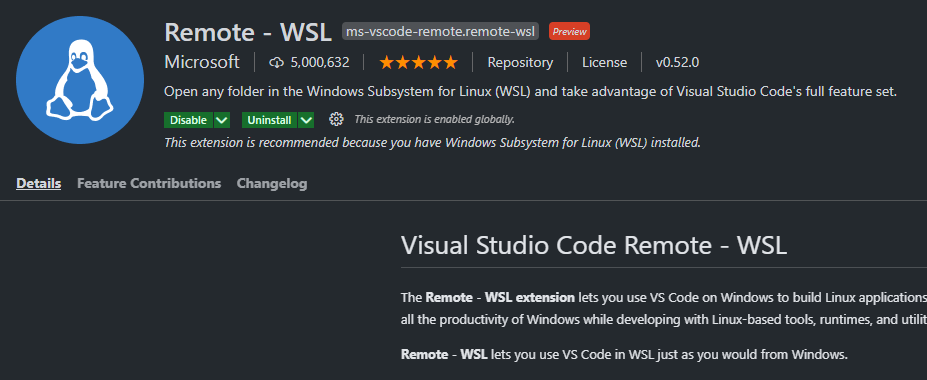 Remote - WSL ms-vscode-remote.remote-wsl Preview
Microsoft 5,000,632 Repository License v0.52.0
Open any folder in the Windows Subsystem for Linux (WSL) and take advantage of Visual Studio Code's full feature set.
Disable Uninstall This extension is enabled globally.
This extension is recommended because you have Windows Subsystem for Linux (WSL) installed.
Details Feature Contributions Changelog
Visual Studio Code Remote - WSL
The Remote - WSL extension lets you use VS Code on Windows to build Linux applications
all the productivity of Windows while developing with Linux-based tools, runtimes, and utilit
Remote - WSL lets you use VS Code in WSL just as you would from Windows.